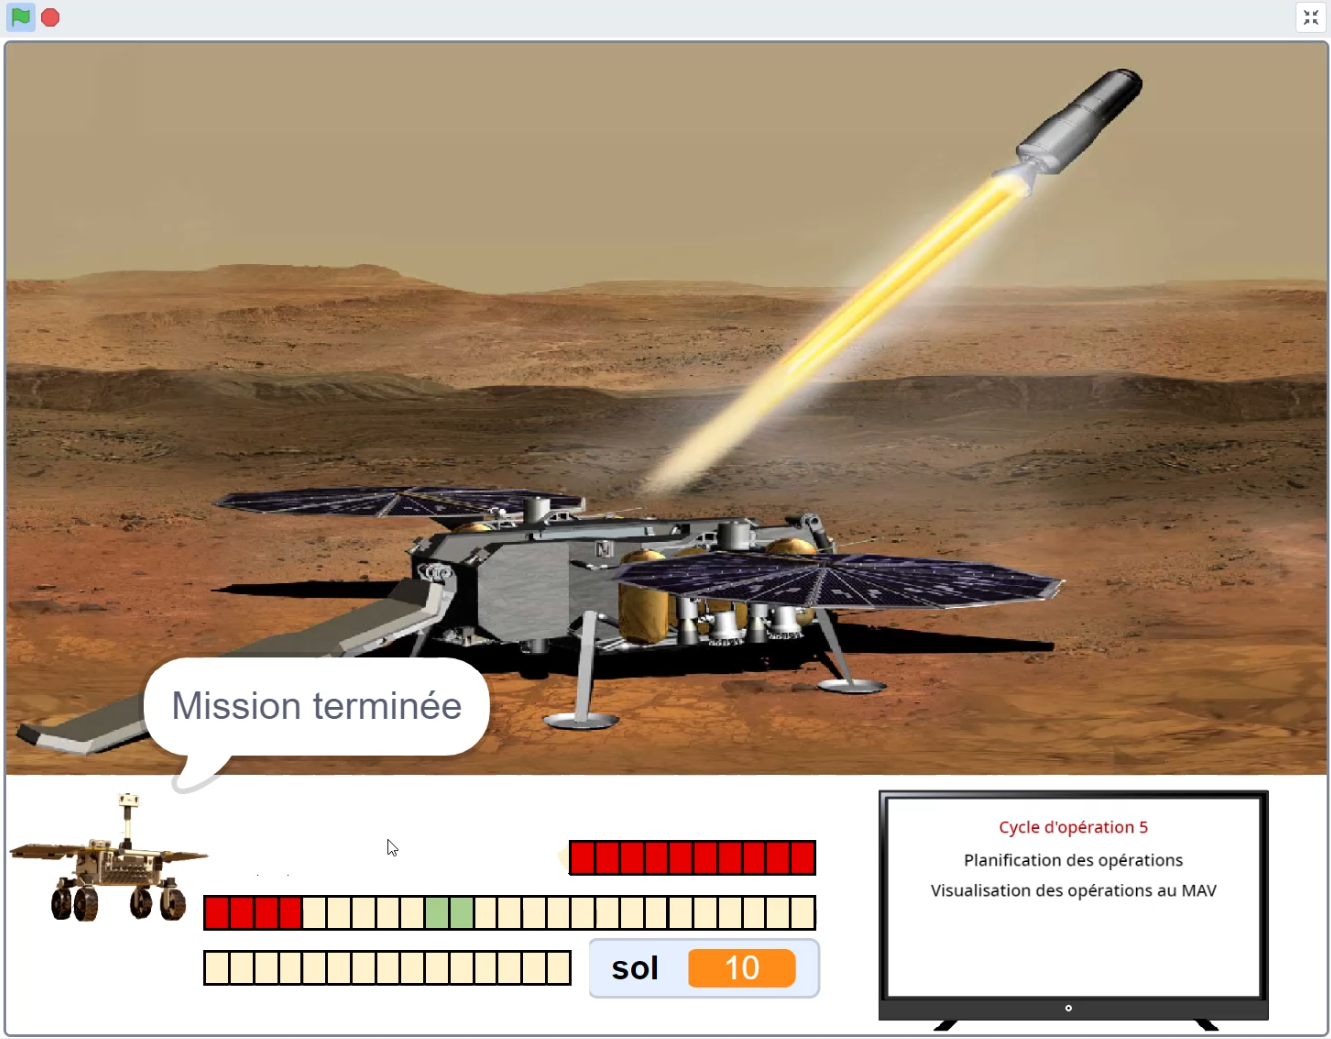 Mission terminée
Cycle d'opération 5
Planification des opérations
Visualisation des opérations au MAV
sol 10